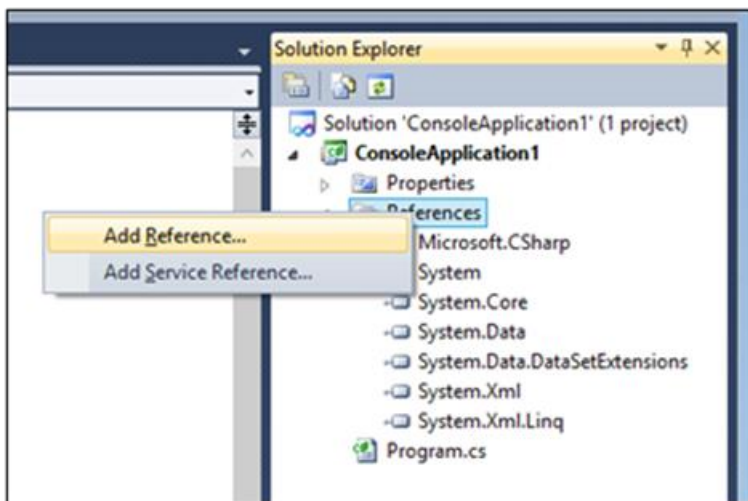 Solution Explorer
Solution 'ConsoleApplication1' (1 project)
ConsoleApplication1
Properties
References
Add Reference...
Microsoft.CSharp
Add Service Reference...
System
System.Core
System.Data
System.Data.DataSetExtensions
System.Xml
System.Xml.Linq
Program.cs